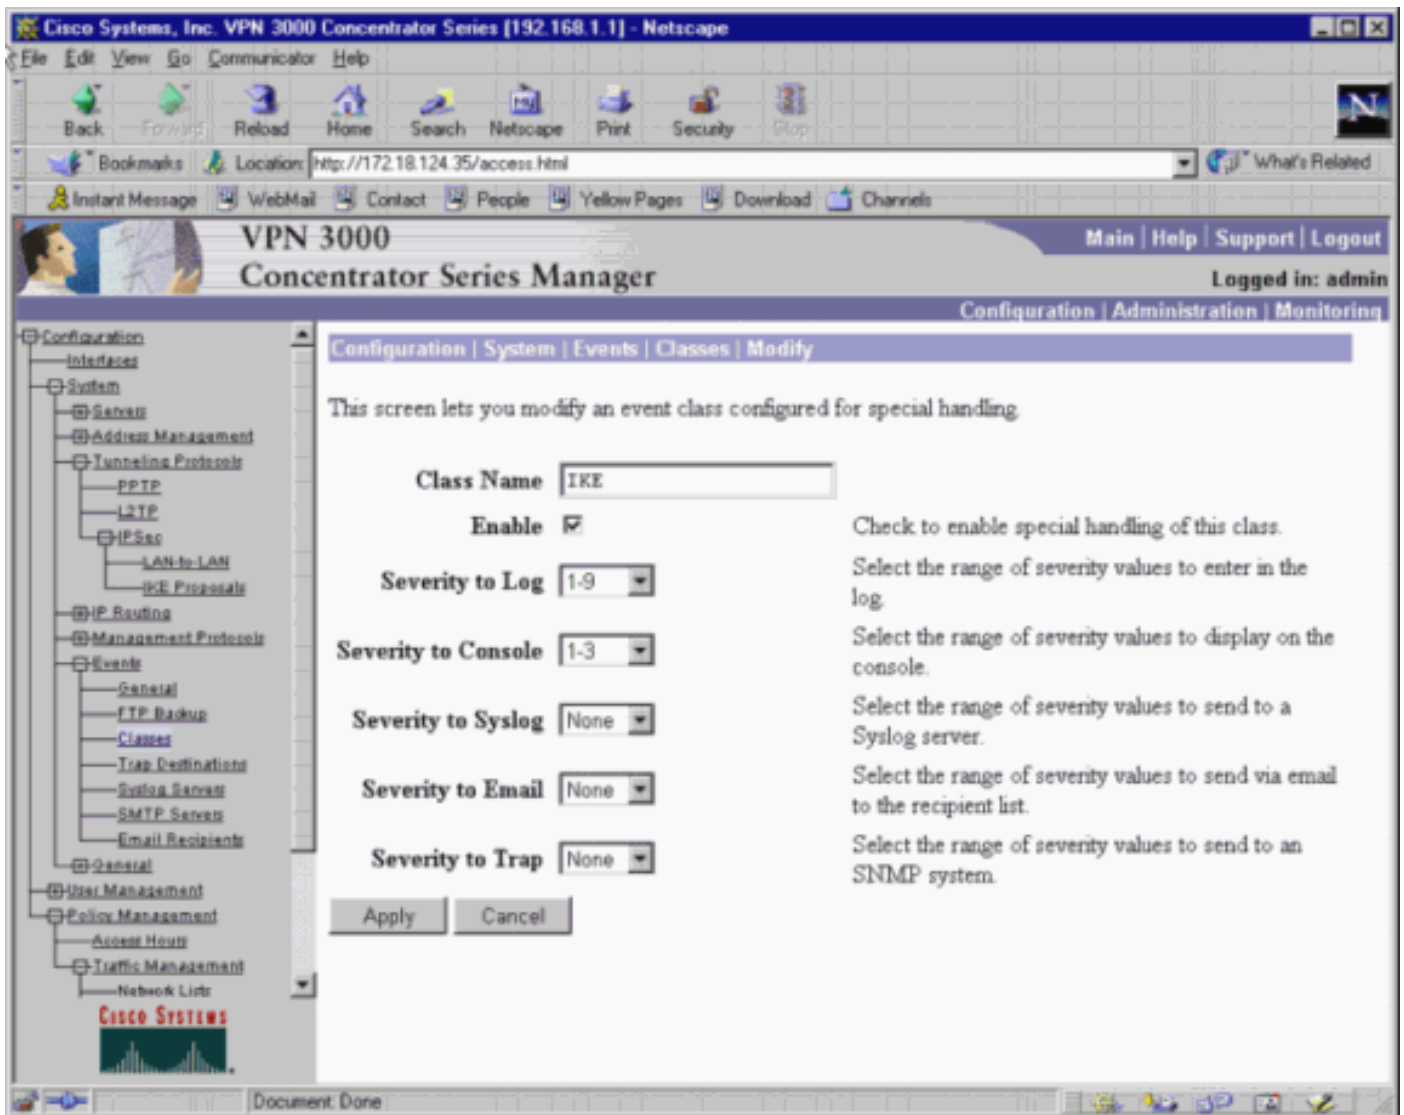 Cisco Systems, Inc. VPN 3000 Concentrator Series [192.168.1.1] - Netscape
File Edit View Go Communicator Help
Back Forward Reload Home Search Netscape Print Security Stop
My
N
Bookmarks Location: http://172.18.124.35/access.html What's Related
Instant Message WebMail Contact People Yellow Pages Download Channels
VPN 3000
Concentrator Series Manager
Main | Help | Support | Logout
Logged in: admin
Configuration | Administration | Monitoring
Configuration
Interfaces
System
Servers
Address Management
Tunneling Protocols
PPTP
L2TP
IPSec
LAN-to-LAN
IKE Proposals
IP Routing
Management Protocols
Events
General
FTP Backup
Classes
Trap Destinations
Syslog Servers
SMTP Servers
Email Recipients
General
User Management
Policy Management
Access Hours
Traffic Management
Network Lists
CISCO SYSTEMS
Configuration | System | Events | Classes | Modify
This screen lets you modify an event class configured for special handling.
Class Name IKE
Enable Check to enable special handling of this class.
Severity to Log 1-9 Select the range of severity values to enter in the
log.
Severity to Console 1-3 Select the range of severity values to display on the
console.
Severity to Syslog None Select the range of severity values to send to a
Syslog server.
Severity to Email None Select the range of severity values to send via email
to the recipient list.
Severity to Trap None Select the range of severity values to send to an
SNMP system.
Apply Cancel
Document: Done